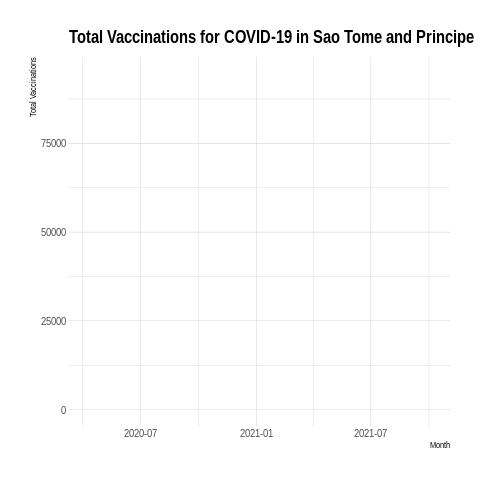 Total Vaccinations for COVID-19 in Sao Tome and Principe
Total Vaccinations
75000
50000
25000
0
2020-07 2021-01 2021-07
Month